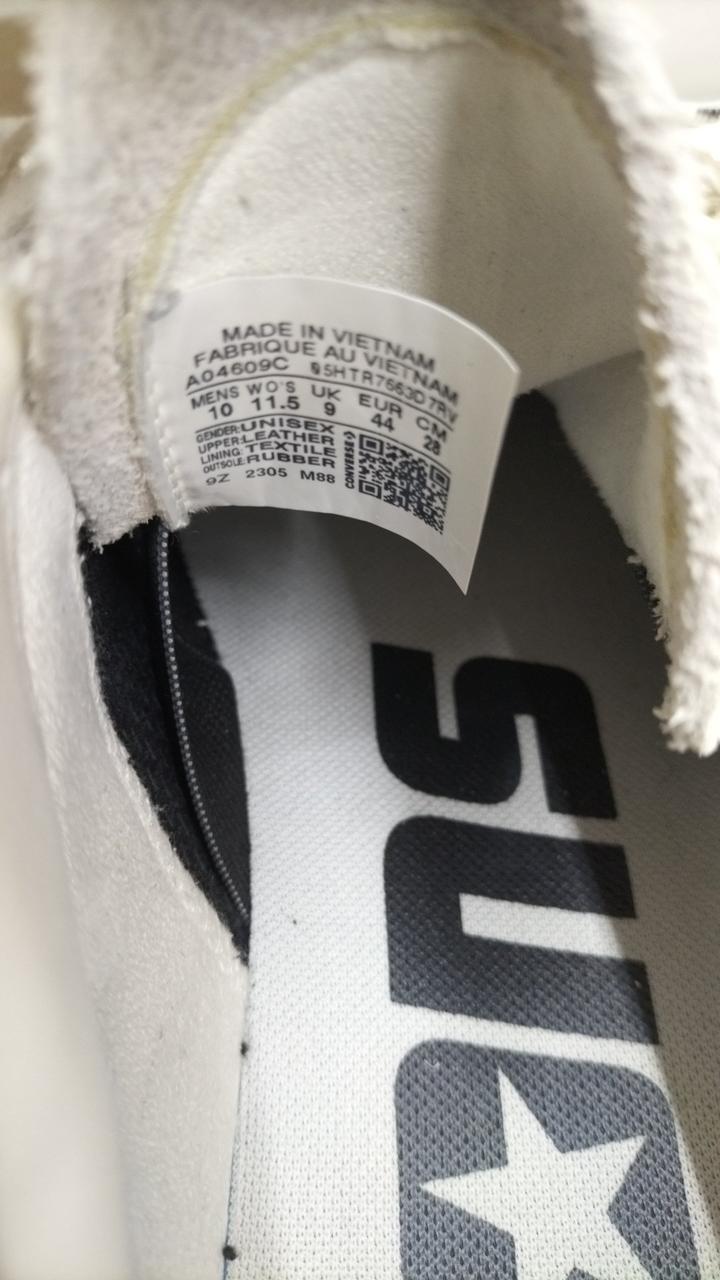 MADE IN VIETNAM
FABRIQUE AU VIETNAM
A04609C 05HTR7663D7RV
MENS WO'S UK EUR CM
10 11.5 9 44 28
GENDER: UNISEX
UPPER: LEATHER
LINING: TEXTILE
OUTSOLE: RUBBER
CONVERSE
9Z 2305 M88